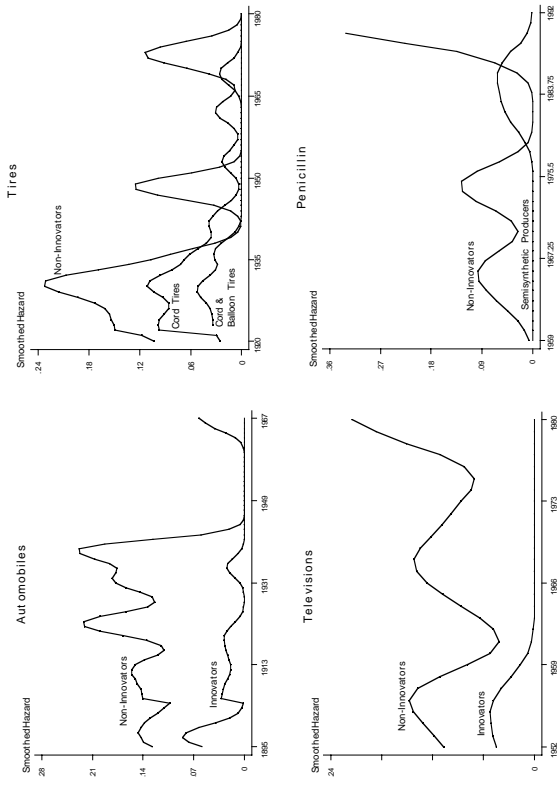 Automobiles
Smoothed Hazard
.28
.21
.14
.07
0
Non-Innovators
Innovators
1895 1913 1931 1949 1967
Tires
Smoothed Hazard
.24
.18
.12
.06
0
Non-Innovators
Cord Tires
Cord &
Balloon Tires
1920 1935 1950 1965 1980
Televisions
Smoothed Hazard
.24
0
Non-Innovators
Innovators
1952 1959 1966 1973 1980
Penicillin
Smoothed Hazard
.36
.27
.18
.09
0
Non-Innovators
Semisynthetic Producers
1959 1967.25 1975.5 1983.75 1992